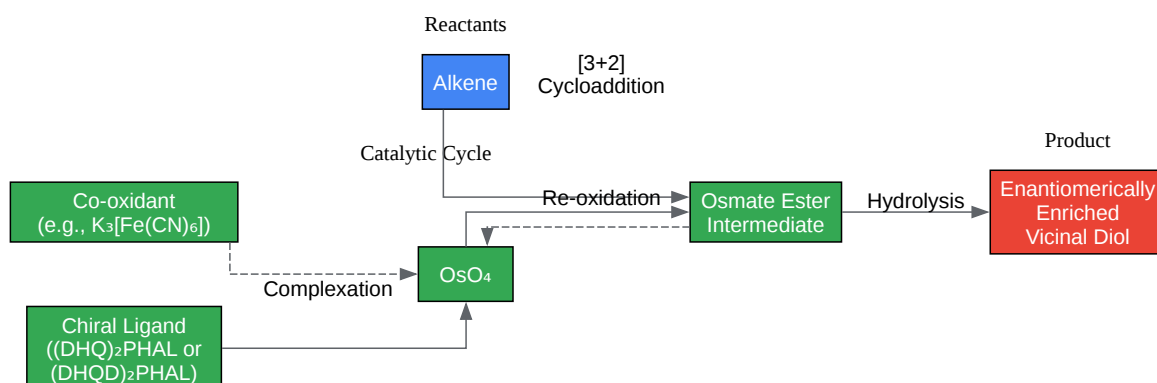 Reactants
Alkene
[3+2]
Cycloaddition
Catalytic Cycle
Product
Co-oxidant
(e.g., K₃[Fe(CN)₆])
Re-oxidation
Osmate Ester
Intermediate
Hydrolysis
Enantiomerically
Enriched
Vicinal Diol
OsO₄
Complexation
Chiral Ligand
((DHQ)₂PHAL or
(DHQD)₂PHAL)